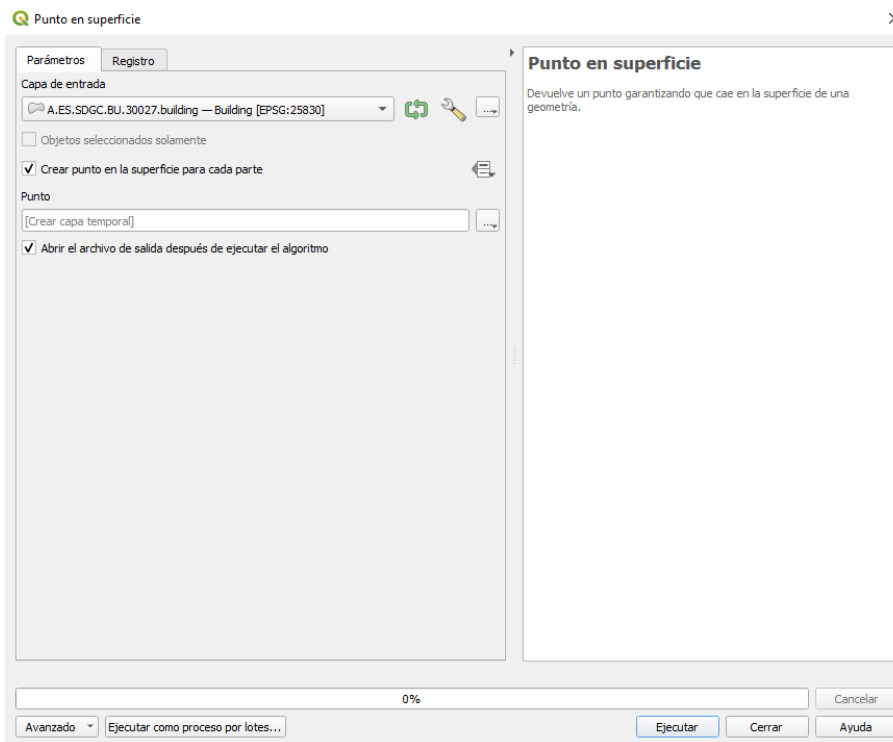 Punto en superficie
Parámetros
Registro
Capa de entrada
A.ES.SDGC.BU.30027.building — Building [EPSG:25830]
...
Objetos seleccionados solamente
Crear punto en la superficie para cada parte
Punto
[Crear capa temporal]
...
Abrir el archivo de salida después de ejecutar el algoritmo
Punto en superficie
Devuelve un punto garantizando que cae en la superficie de una
geometría.
0%
Cancelar
Avanzado
Ejecutar como proceso por lotes...
Ejecutar
Cerrar
Ayuda